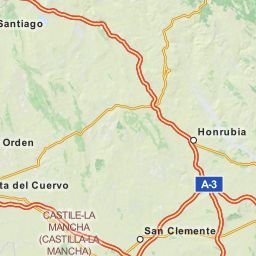 Santiago
Honrubia
Orden
ta del Cuervo
A-3
CASTILE-LA
MANCHA
(CASTILLA-LA
MANCHA)
San Clemente